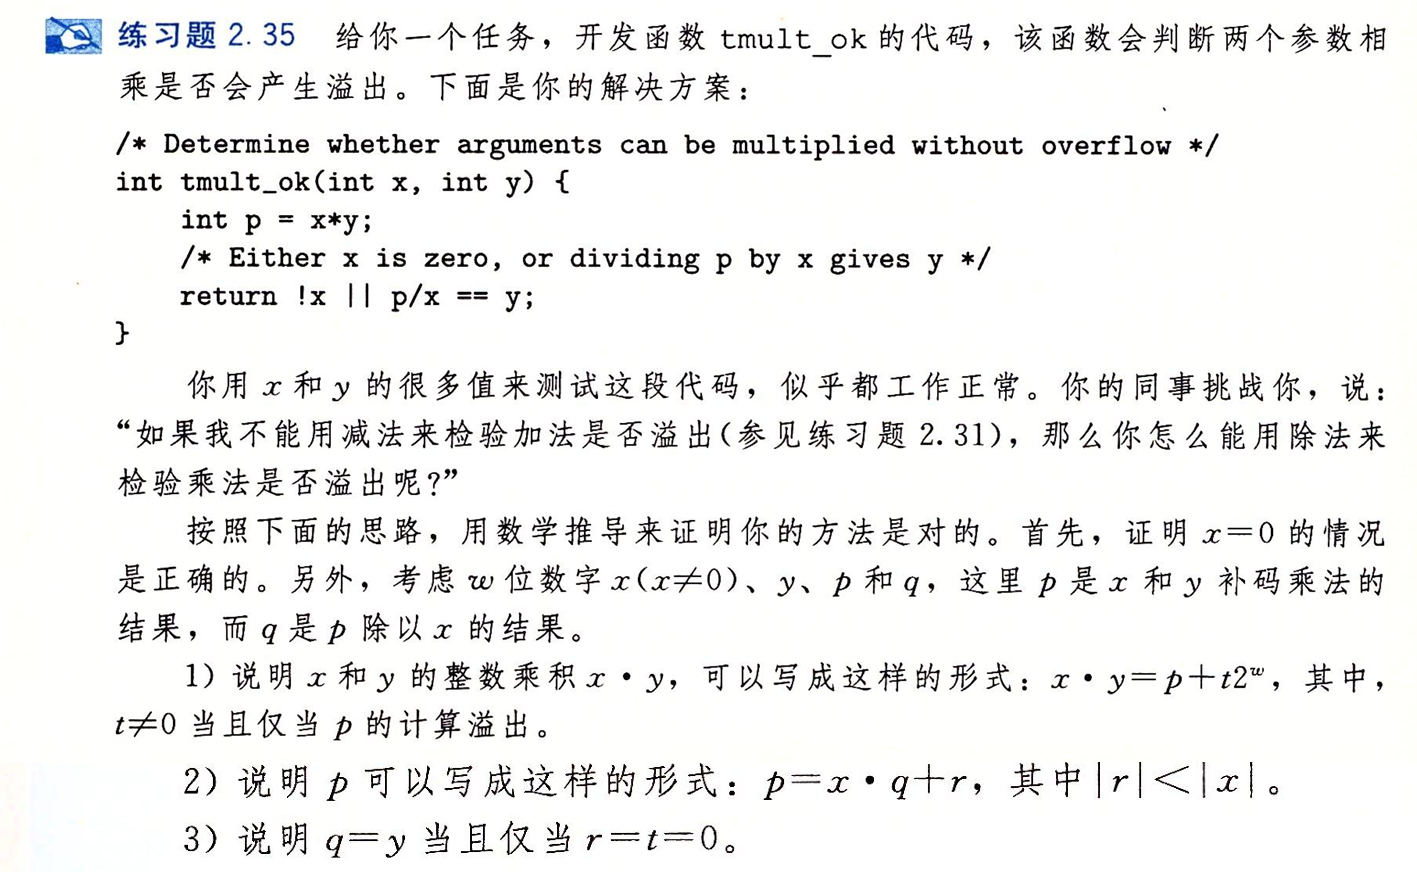 练习题 2.35 给你一个任务，开发函数 tmult_ok 的代码，该函数会判断两个参数相
乘是否会产生溢出。下面是你的解决方案：
/* Determine whether arguments can be multiplied without overflow */
int tmult_ok(int x, int y) {
    int p = x*y;
    /* Either x is zero, or dividing p by x gives y */
    return !x || p/x == y;
}
你用 x 和 y 的很多值来测试这段代码，似乎都工作正常。你的同事挑战你，说：
“如果我不能用减法来检验加法是否溢出(参见练习题 2.31)，那么你怎么能用除法来
检验乘法是否溢出呢?”
按照下面的思路，用数学推导来证明你的方法是对的。首先，证明 x=0 的情况
是正确的。另外，考虑 w 位数字 x(x≠0)、y、p 和 q，这里 p 是 x 和 y 补码乘法的
结果，而 q 是 p 除以 x 的结果。
1) 说明 x 和 y 的整数乘积 x·y，可以写成这样的形式：x·y=p+t2ʷ，其中，
t≠0 当且仅当 p 的计算溢出。
2) 说明 p 可以写成这样的形式：p=x·q+r，其中|r|<|x|。
3) 说明 q=y 当且仅当 r=t=0。